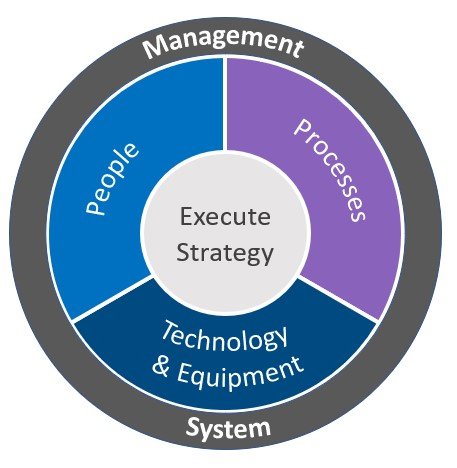 Management
People
Processes
Execute
Strategy
Technology
& Equipment
System